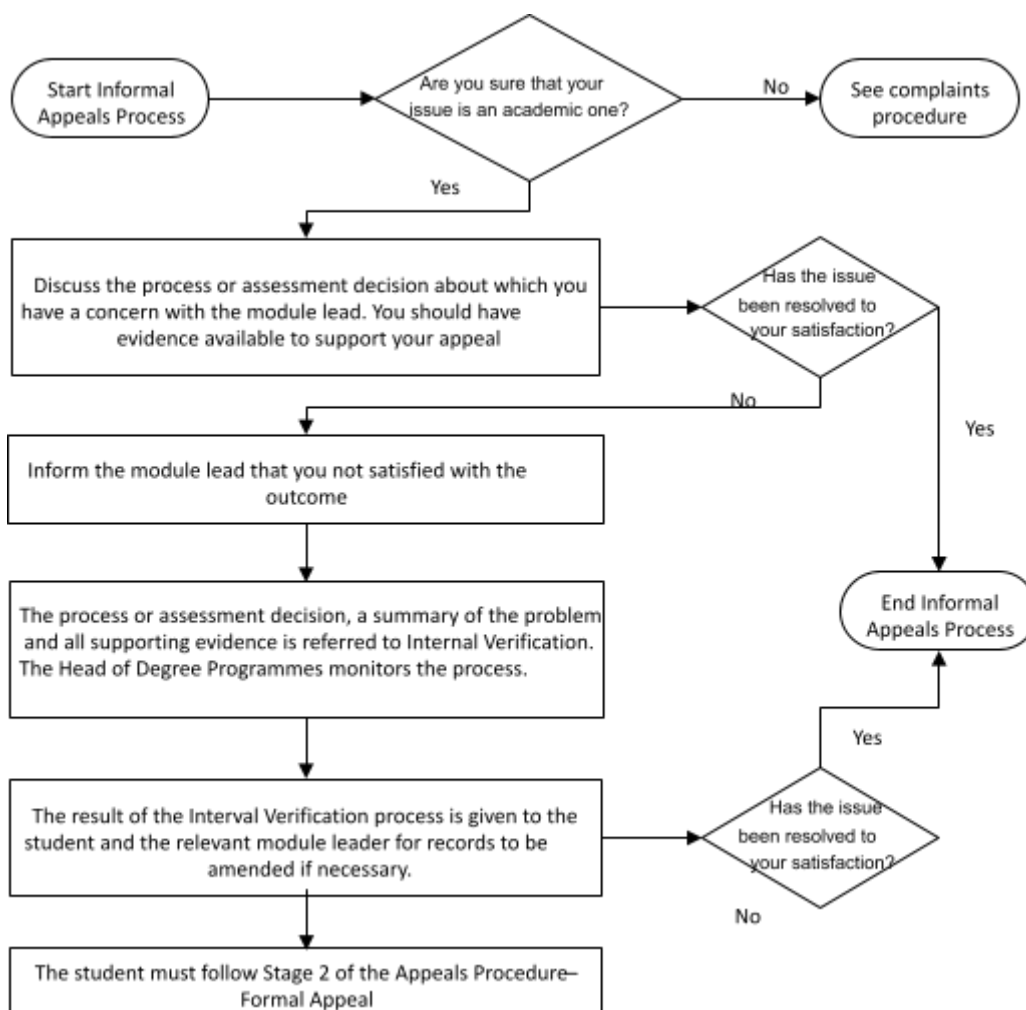 Start Informal
Appeals Process
Are you sure that your
issue is an academic one?
No
See complaints
procedure
Yes
Discuss the process or assessment decision about which you
have a concern with the module lead. You should have
evidence available to support your appeal
Has the issue
been resolved to
your satisfaction?
No
Yes
Inform the module lead that you not satisfied with the
outcome
The process or assessment decision, a summary of the problem
and all supporting evidence is referred to Internal Verification.
The Head of Degree Programmes monitors the process.
End Informal
Appeals Process
Yes
The result of the Interval Verification process is given to the
student and the relevant module leader for records to be
amended if necessary.
Has the issue
been resolved to
your satisfaction?
No
The student must follow Stage 2 of the Appeals Procedure–
Formal Appeal